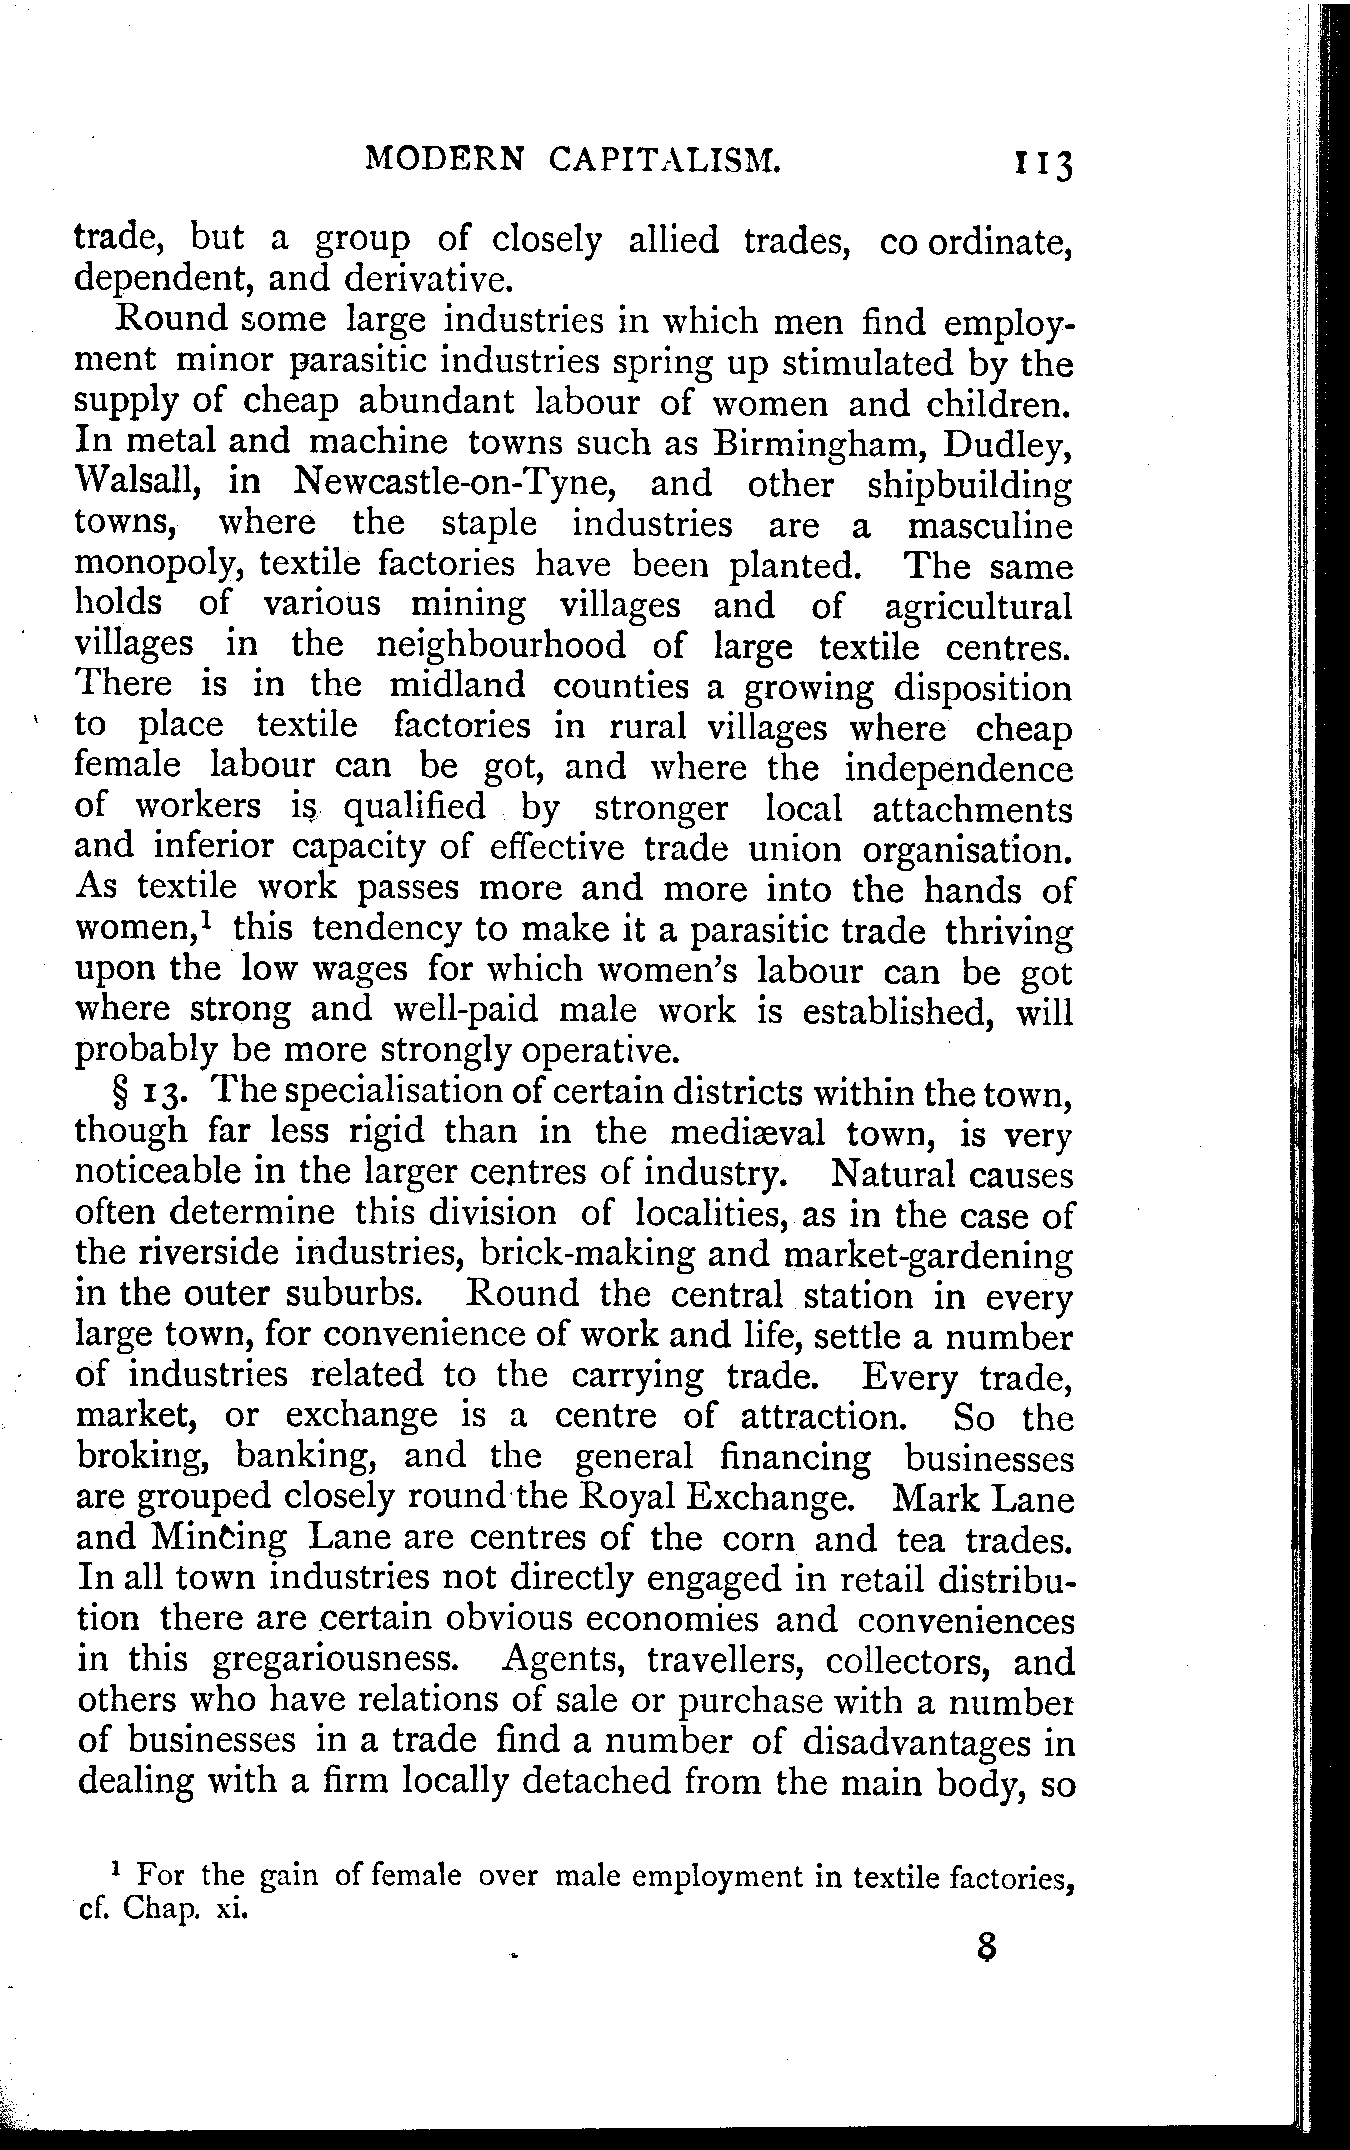 MODERN CAPITALISM. 113
trade, but a group of closely allied trades, co ordinate,
dependent, and derivative.
Round some large industries in which men find employ-
ment minor parasitic industries spring up stimulated by the
supply of cheap abundant labour of women and children.
In metal and machine towns such as Birmingham, Dudley,
Walsall, in Newcastle-on-Tyne, and other shipbuilding
towns, where the staple industries are a masculine
monopoly, textile factories have been planted. The same
holds of various mining villages and of agricultural
villages in the neighbourhood of large textile centres.
There is in the midland counties a growing disposition
to place textile factories in rural villages where cheap
female labour can be got, and where the independence
of workers is qualified by stronger local attachments
and inferior capacity of effective trade union organisation.
As textile work passes more and more into the hands of
women,¹ this tendency to make it a parasitic trade thriving
upon the low wages for which women's labour can be got
where strong and well-paid male work is established, will
probably be more strongly operative.
§ 13. The specialisation of certain districts within the town,
though far less rigid than in the mediæval town, is very
noticeable in the larger centres of industry. Natural causes
often determine this division of localities, as in the case of
the riverside industries, brick-making and market-gardening
in the outer suburbs. Round the central station in every
large town, for convenience of work and life, settle a number
of industries related to the carrying trade. Every trade,
market, or exchange is a centre of attraction. So the
broking, banking, and the general financing businesses
are grouped closely round the Royal Exchange. Mark Lane
and Mincing Lane are centres of the corn and tea trades.
In all town industries not directly engaged in retail distribu-
tion there are certain obvious economies and conveniences
in this gregariousness. Agents, travellers, collectors, and
others who have relations of sale or purchase with a number
of businesses in a trade find a number of disadvantages in
dealing with a firm locally detached from the main body, so
¹ For the gain of female over male employment in textile factories,
cf. Chap. xi.
8